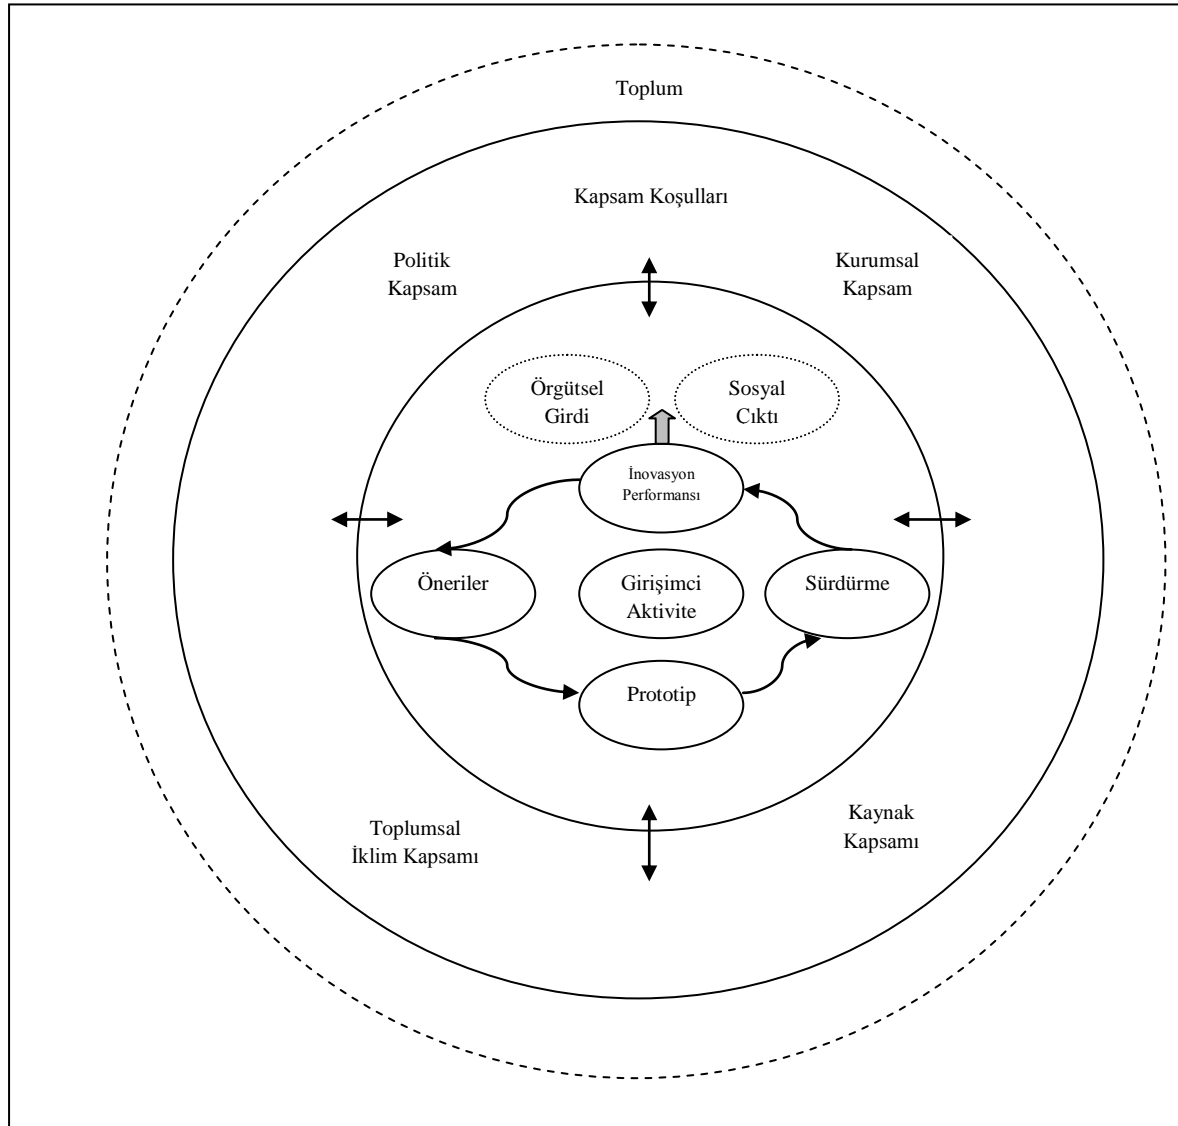 Toplum
Kapsam Koşulları
Politik
Kapsam
Kurumsal
Kapsam
Örgütsel
Girdi
Sosyal
Cıktı
İnovasyon
Performansı
Öneriler
Girişimci
Aktivite
Sürdürme
Prototip
Toplumsal
İklim Kapsamı
Kaynak
Kapsamı